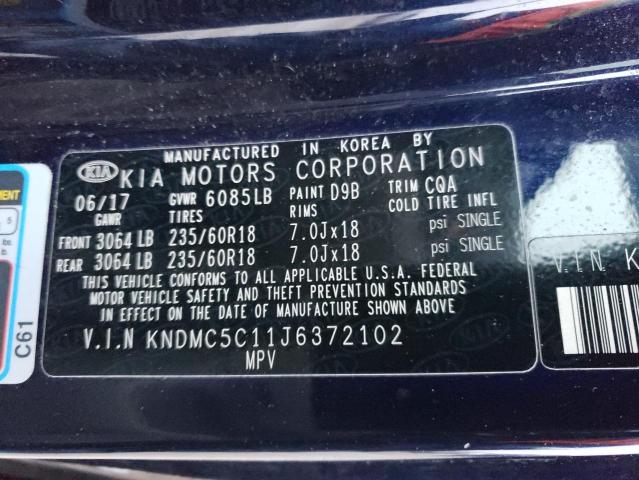 MANUFACTURED IN KOREA BY
KIA KIA MOTORS CORPORATION
06/17 GVWR 6085LB PAINT D9B TRIM CQA
GAWR TIRES RIMS COLD TIRE INFL
FRONT 3064 LB 235/60R18 7.0Jx18 psi SINGLE
REAR 3064 LB 235/60R18 7.0Jx18 psi SINGLE
THIS VEHICLE CONFORMS TO ALL APPLICABLE U.S.A. FEDERAL
MOTOR VEHICLE SAFETY AND THEFT PREVENTION STANDARDS
IN EFFECT ON THE DATE OF MANUFACTURE SHOWN ABOVE.
V.I.N KNDMC5C11J6372102
MPV
C61
5
lbs.
V.I.N K